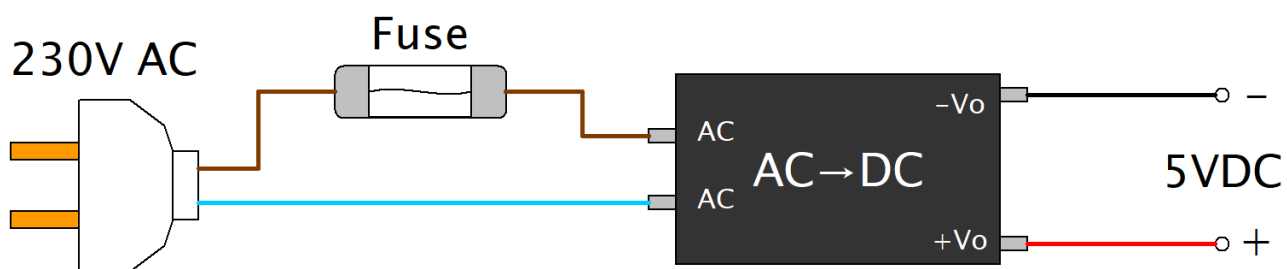 230V AC
Fuse
AC
AC
AC→DC
-Vo
+Vo
-
5VDC
+